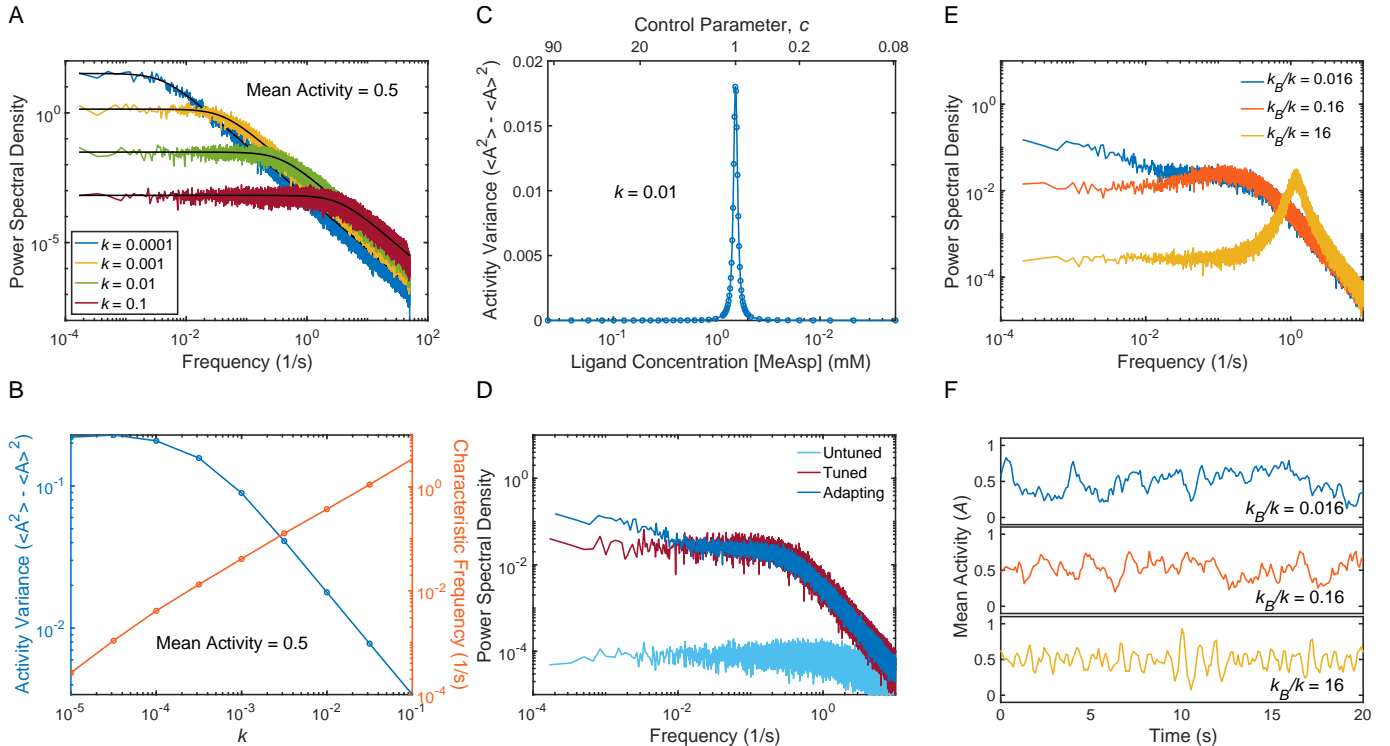 A
Mean Activity = 0.5
Power Spectral Density
10^0
10^-5
k = 0.0001
k = 0.001
k = 0.01
k = 0.1
10^-4 10^-2 10^0 10^2
Frequency (1/s)
B
Activity Variance (<A^2> - <A>^2)
10^-1
10^-2
Mean Activity = 0.5
Characteristic Frequency (1/s)
10^0
10^-2
10^-4
10^-5 10^-4 10^-3 10^-2 10^-1
k
C
Control Parameter, c
90 20 1 0.2 0.08
Activity Variance (<A^2> - <A>^2)
0.02
0.015
0.01
0.005
0
k = 0.01
10^-1 10^0 10^-2
Ligand Concentration [MeAsp] (mM)
D
Power Spectral Density
10^0
10^-2
10^-4
Untuned
Tuned
Adapting
10^-4 10^-2 10^0
Frequency (1/s)
E
Power Spectral Density
10^0
10^-2
10^-4
k_B/k = 0.016
k_B/k = 0.16
k_B/k = 16
10^-4 10^-2 10^0
Frequency (1/s)
F
Mean Activity (A)
1
0.5
0
k_B/k = 0.016
1
0.5
0
k_B/k = 0.16
1
0.5
0
k_B/k = 16
0 5 10 15 20
Time (s)